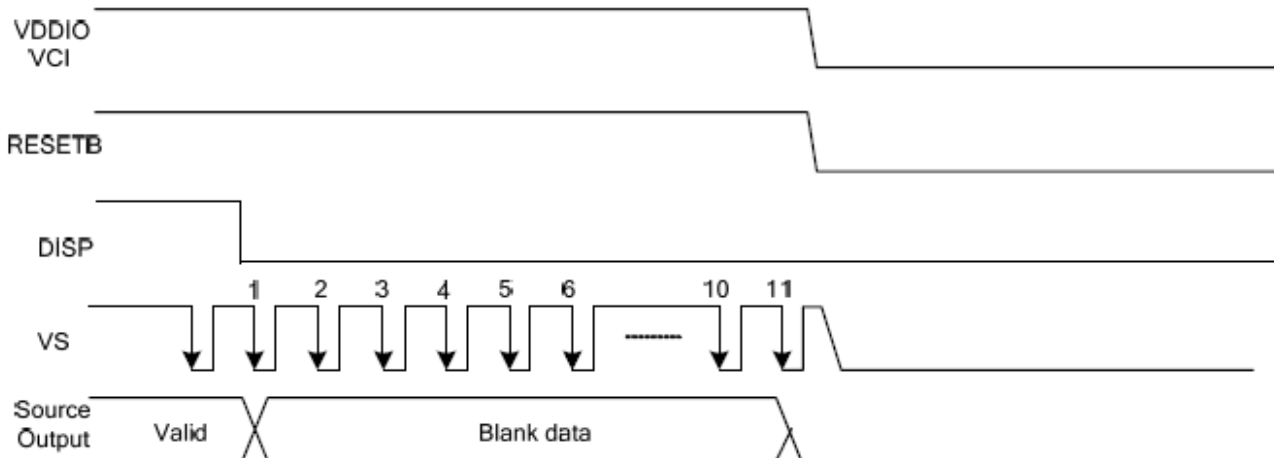 VDDIO
VCI
RESETB
DISP
1 2 3 4 5 6 10 11
VS
Source
Output
Valid
Blank data